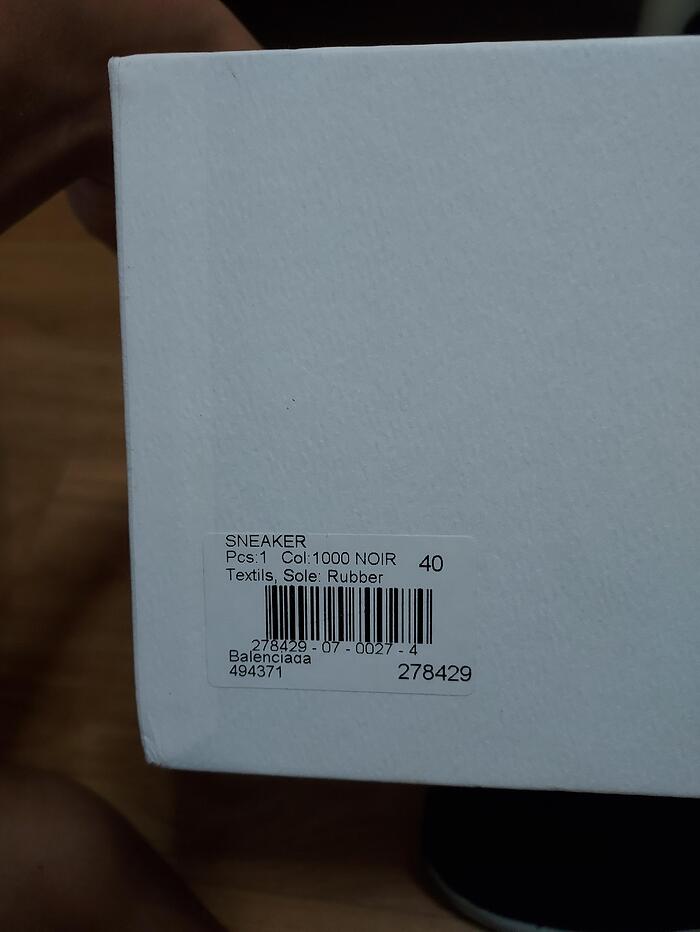 SNEAKER
Pcs:1 Col:1000 NOIR 40
Textils, Sole: Rubber
278429 - 07 - 0027 - 4
Balenciaga
494371 278429